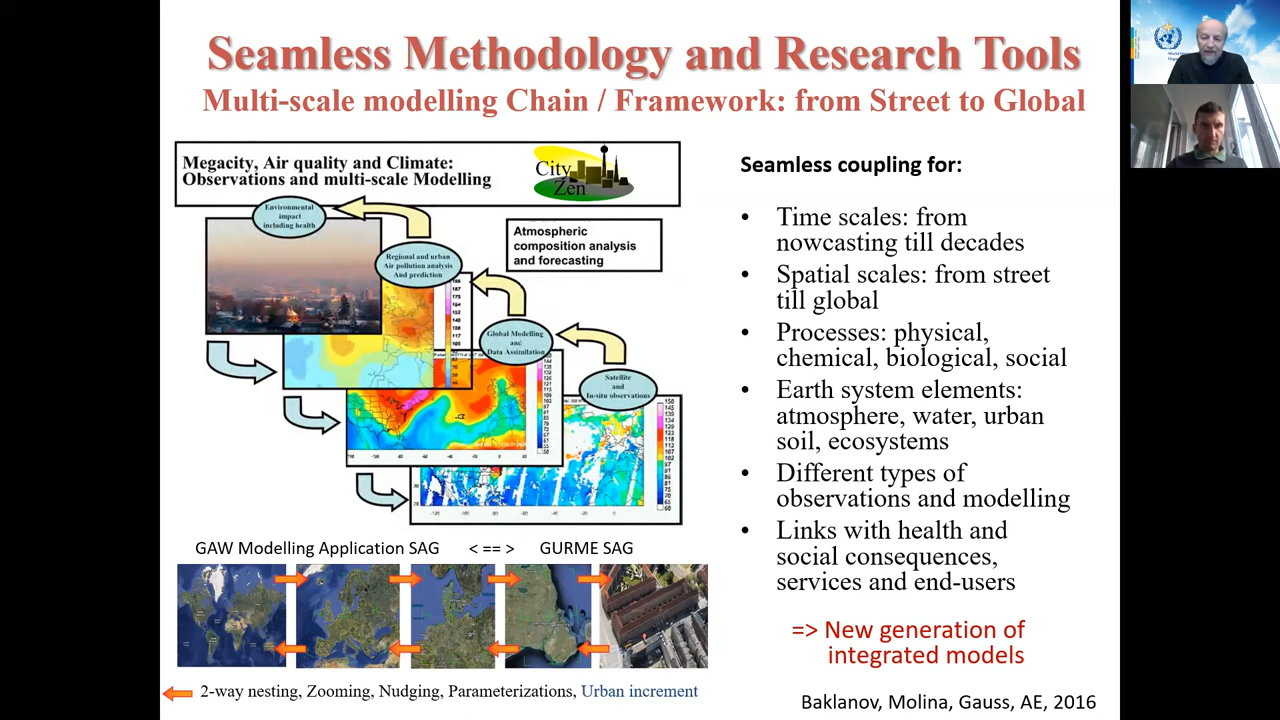 Seamless Methodology and Research Tools
Multi-scale modelling Chain / Framework: from Street to Global
Megacity, Air quality and Climate:
Observations and multi-scale Modelling
City
Zen
Environmental
impact
including health
Atmospheric
composition analysis
and forecasting
Regional and urban
Air pollution analysis
And prediction
Global Modelling
and
Data Assimilation
Satellite
and
In-situ observations
GAW Modelling Application SAG < == > GURME SAG
2-way nesting, Zooming, Nudging, Parameterizations, Urban increment
Seamless coupling for:
• Time scales: from
nowcasting till decades
• Spatial scales: from street
till global
• Processes: physical,
chemical, biological, social
• Earth system elements:
atmosphere, water, urban
soil, ecosystems
• Different types of
observations and modelling
• Links with health and
social consequences,
services and end-users
=> New generation of
integrated models
Baklanov, Molina, Gauss, AE, 2016